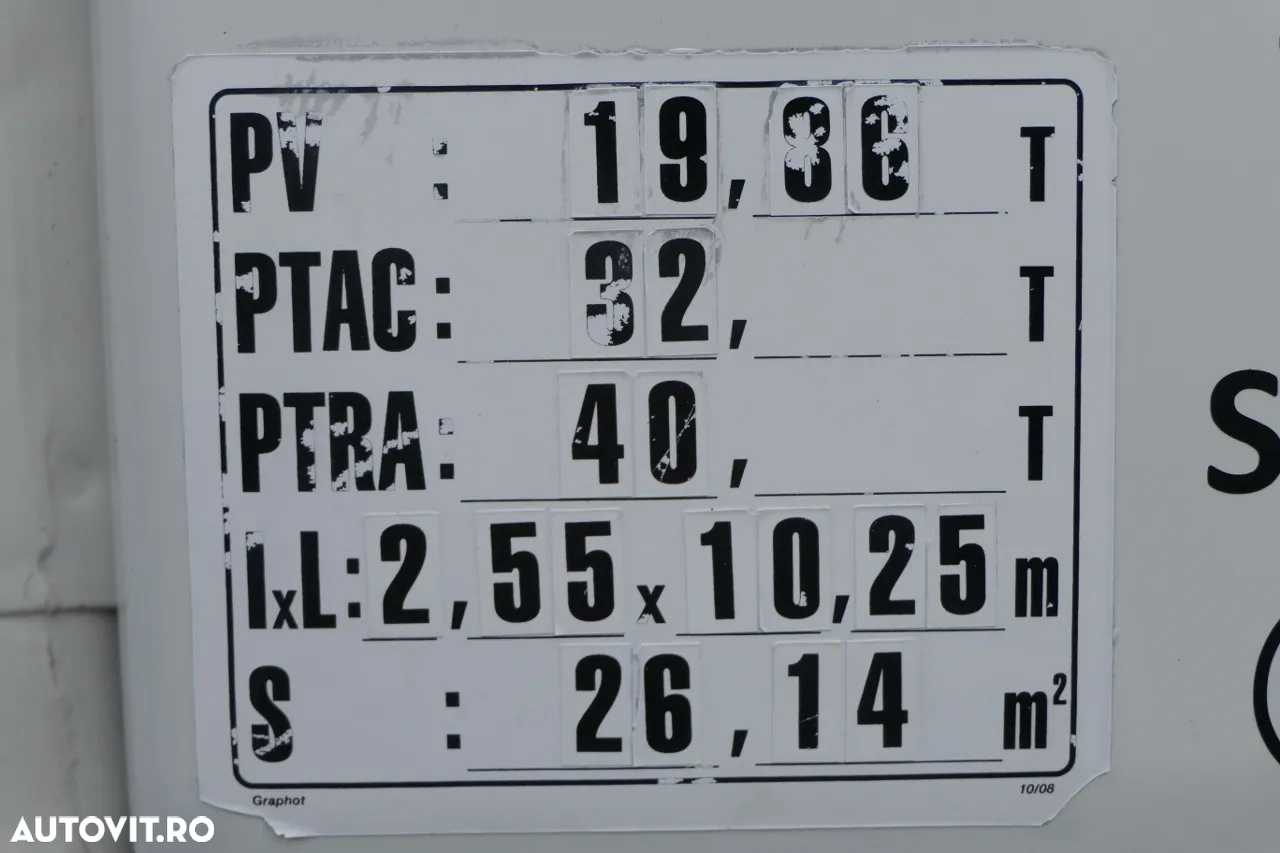 PV : 19,86 T
PTAC : 32, T
PTRA : 40, T
lxL: 2,55 x 10,25 m
S : 26,14 m²
Graphot 10/08
S
AUTOVIT.RO